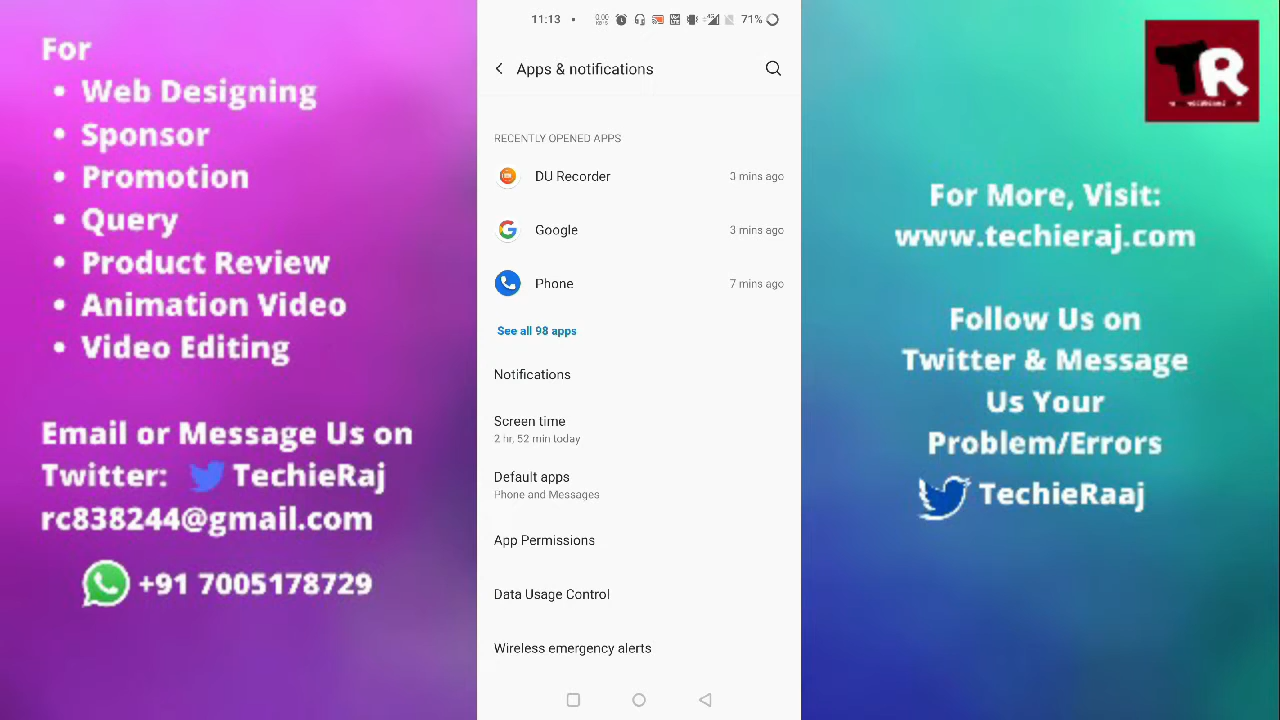 For
• Web Designing
• Sponsor
• Promotion
• Query
• Product Review
• Animation Video
• Video Editing
Email or Message Us on
Twitter: TechieRaj
rc838244@gmail.com
+91 7005178729
11:13
71%
Apps & notifications
RECENTLY OPENED APPS
DU Recorder 3 mins ago
Google 3 mins ago
Phone 7 mins ago
See all 98 apps
Notifications
Screen time
2 hr, 52 min today
Default apps
Phone and Messages
App Permissions
Data Usage Control
Wireless emergency alerts
TR
For More, Visit:
www.techieraj.com
Follow Us on
Twitter & Message
Us Your
Problem/Errors
TechieRaaj